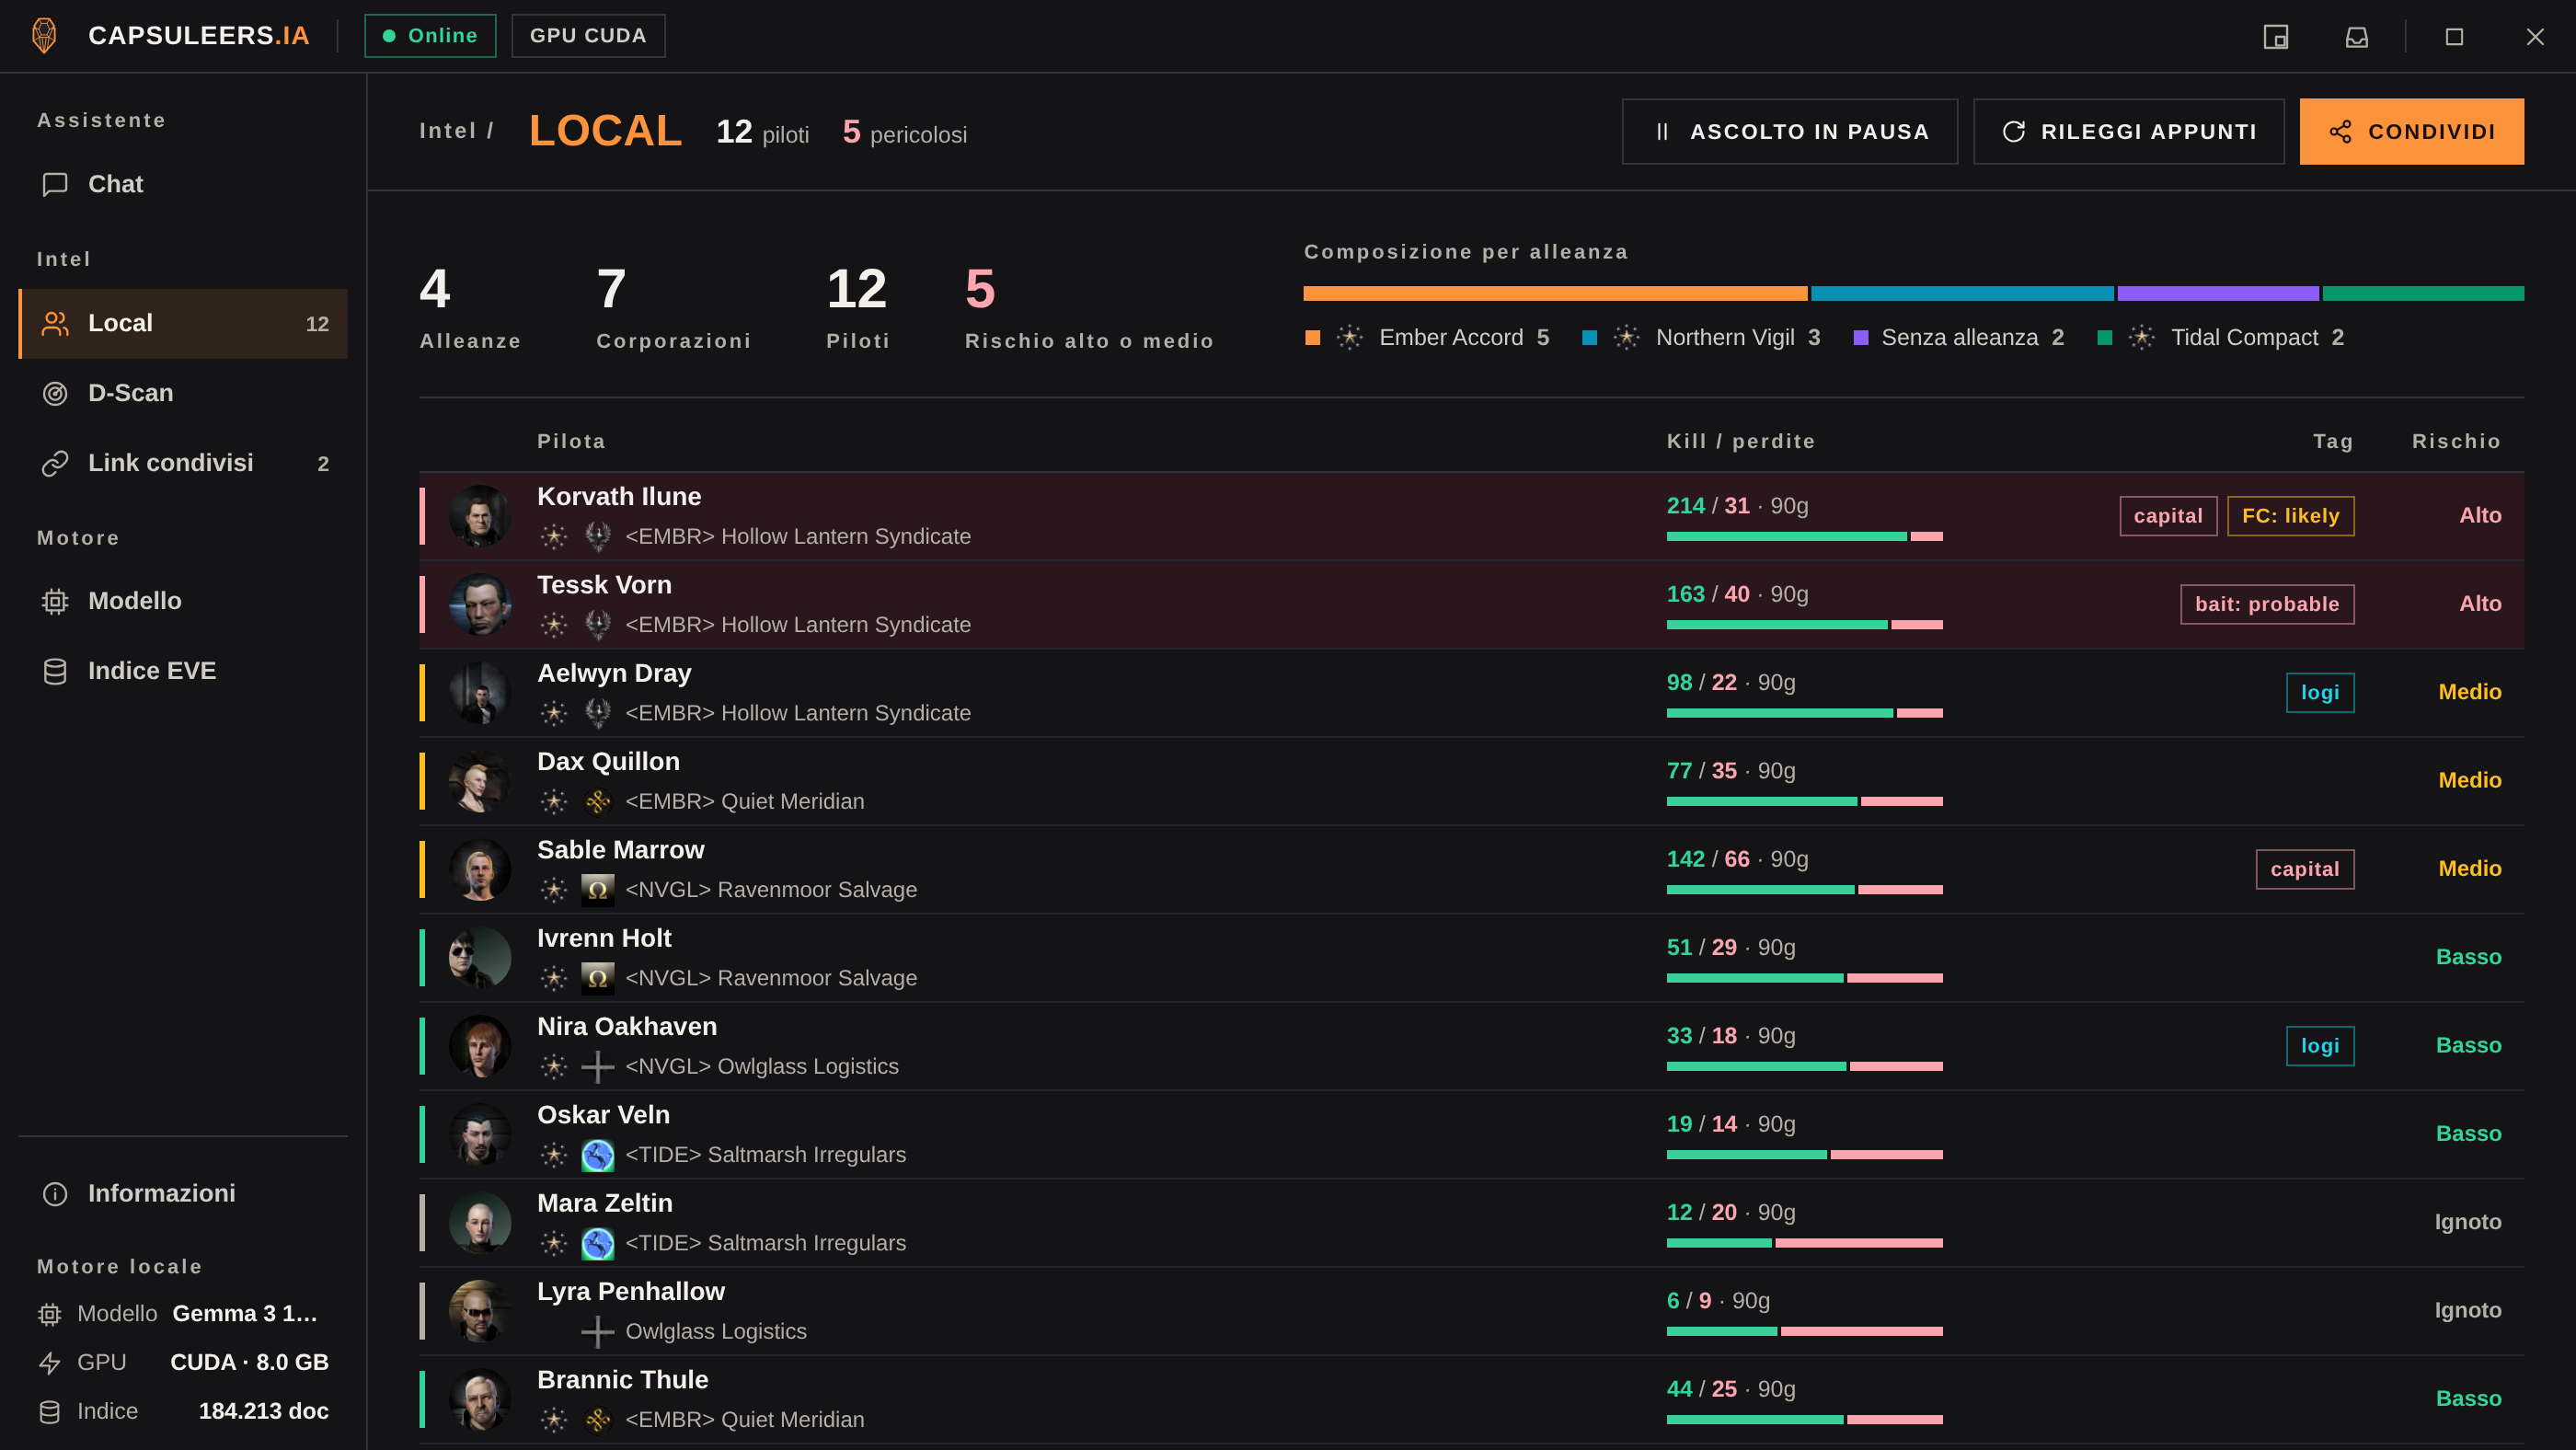 CAPSULEERS.IA
Online
GPU CUDA
Assistente
Chat
Intel
Local 12
D-Scan
Link condivisi 2
Motore
Modello
Indice EVE
Informazioni
Motore locale
Modello Gemma 3 1…
GPU CUDA · 8.0 GB
Indice 184.213 doc
Intel / LOCAL 12 piloti 5 pericolosi
ASCOLTO IN PAUSA
RILEGGI APPUNTI
CONDIVIDI
4 Alleanze
7 Corporazioni
12 Piloti
5 Rischio alto o medio
Composizione per alleanza
Ember Accord 5 Northern Vigil 3 Senza alleanza 2 Tidal Compact 2
Pilota Kill / perdite Tag Rischio
Korvath Ilune
<EMBR> Hollow Lantern Syndicate
214 / 31 · 90g
capital FC: likely Alto
Tessk Vorn
<EMBR> Hollow Lantern Syndicate
163 / 40 · 90g
bait: probable Alto
Aelwyn Dray
<EMBR> Hollow Lantern Syndicate
98 / 22 · 90g
logi Medio
Dax Quillon
<EMBR> Quiet Meridian
77 / 35 · 90g
Medio
Sable Marrow
<NVGL> Ravenmoor Salvage
142 / 66 · 90g
capital Medio
Ivrenn Holt
<NVGL> Ravenmoor Salvage
51 / 29 · 90g
Basso
Nira Oakhaven
<NVGL> Owlglass Logistics
33 / 18 · 90g
logi Basso
Oskar Veln
<TIDE> Saltmarsh Irregulars
19 / 14 · 90g
Basso
Mara Zeltin
<TIDE> Saltmarsh Irregulars
12 / 20 · 90g
Ignoto
Lyra Penhallow
Owlglass Logistics
6 / 9 · 90g
Ignoto
Brannic Thule
<EMBR> Quiet Meridian
44 / 25 · 90g
Basso